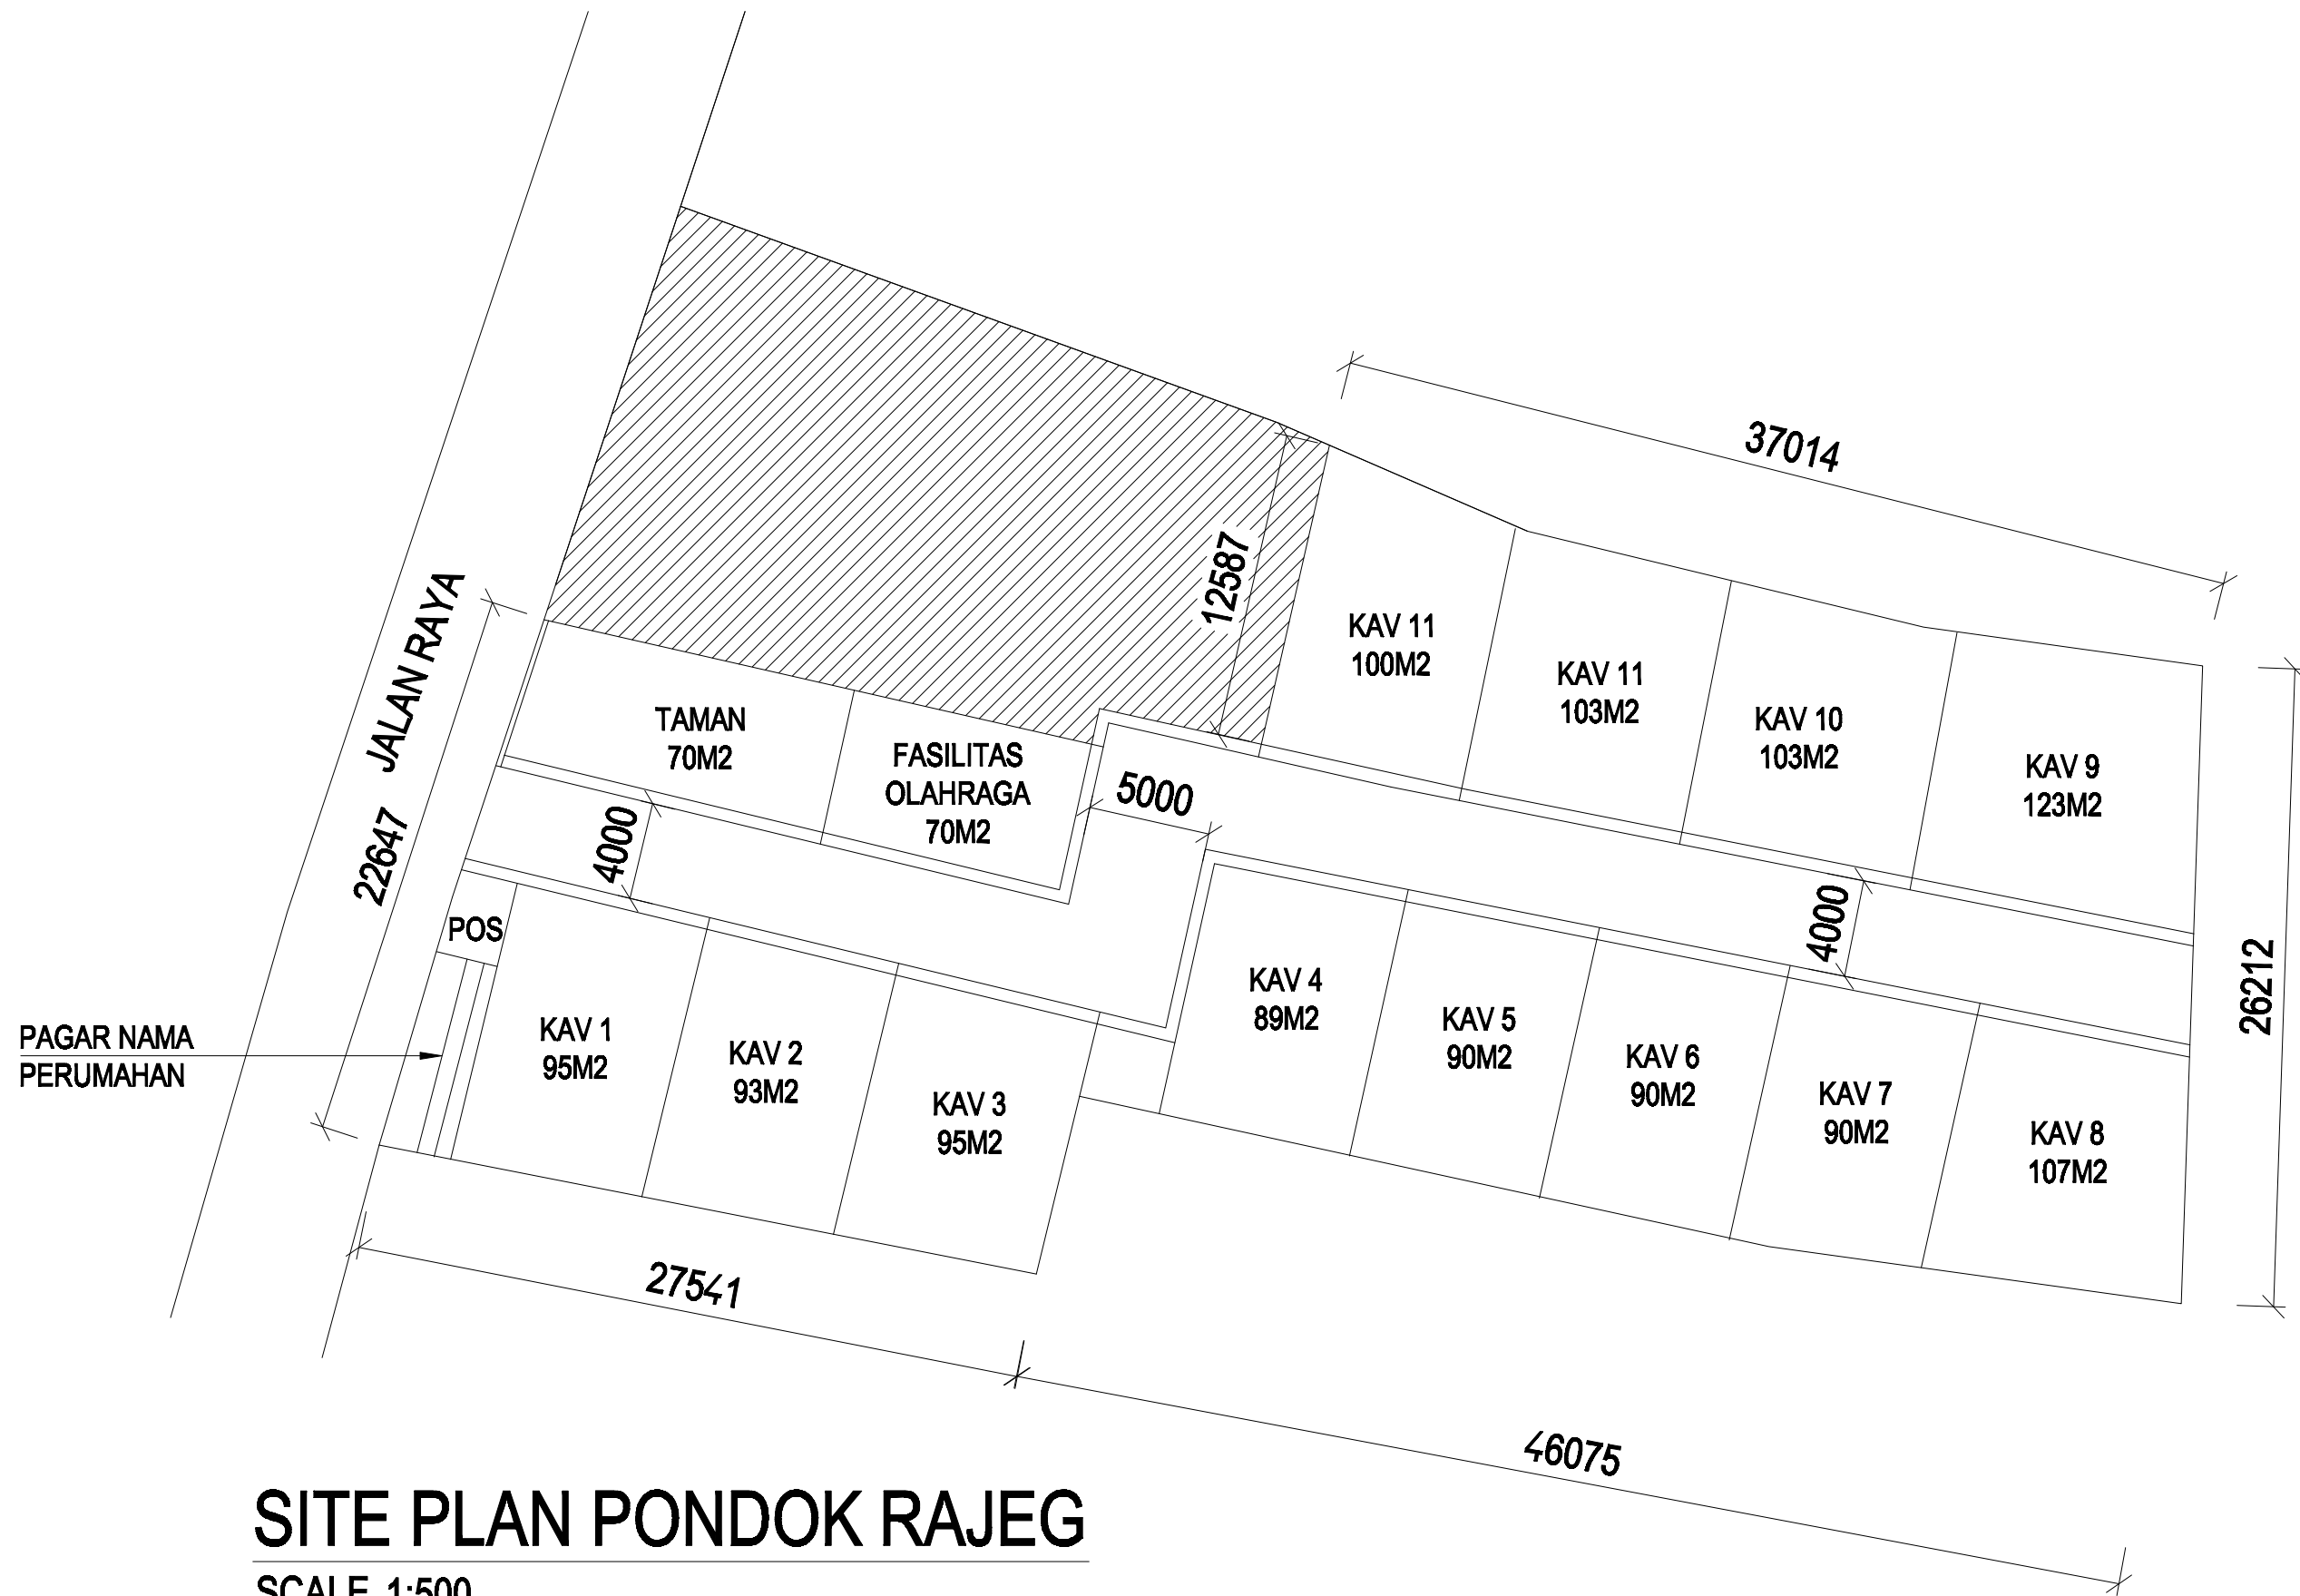 37014
12587
JALAN RAYA
22647
KAV 11
100M2
KAV 11
103M2
KAV 10
103M2
KAV 9
123M2
TAMAN
70M2
FASILITAS
OLAHRAGA
70M2
5000
4000
4000
26212
POS
PAGAR NAMA
PERUMAHAN
KAV 1
95M2
KAV 2
93M2
KAV 3
95M2
KAV 4
89M2
KAV 5
90M2
KAV 6
90M2
KAV 7
90M2
KAV 8
107M2
27541
46075
SITE PLAN PONDOK RAJEG
SCALE 1:500